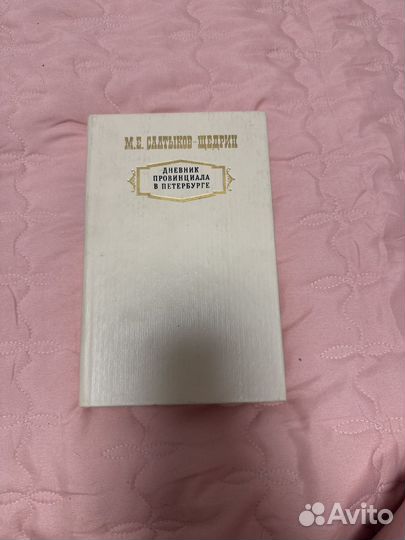 М.Е. САЛТЫКОВ-ЩЕДРИН
ДНЕВНИК
ПРОВИНЦИАЛА
В ПЕТЕРБУРГЕ
Avito